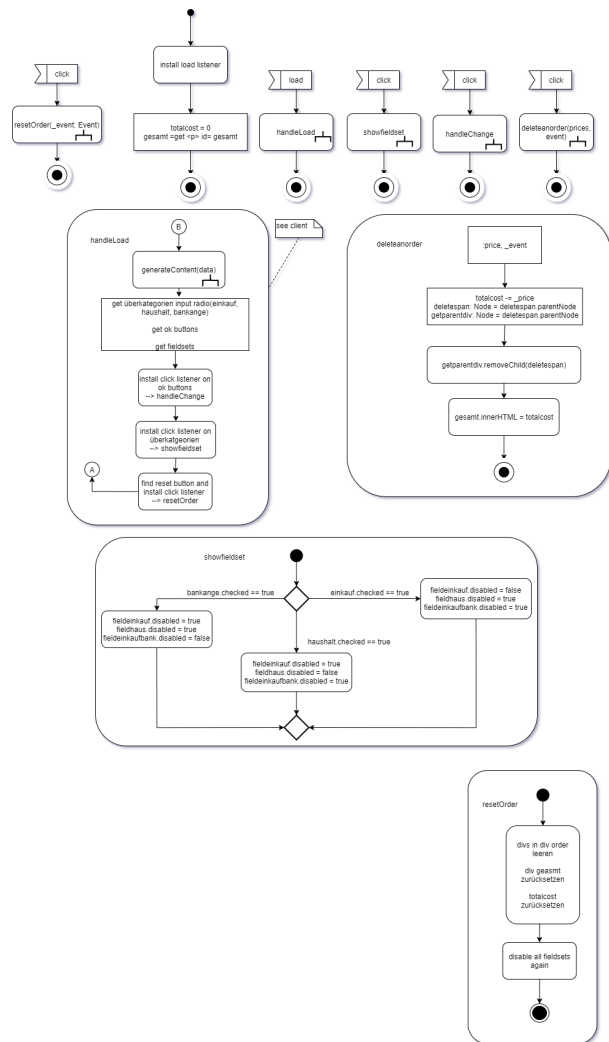 install load listener
click
load
click
click
click
resetOrder(_event: Event)
totalcost = 0
gesamt =get <p> id= gesamt
handleLoad
showfieldset
handleChange
deleteanorder(prices,
event)
handleLoad
B
see client
generateContent(data)
get überkategorien input radio(einkauf,
haushalt, bankange)
get ok buttons
get fieldsets
install click listener on
ok buttons
--> handleChange
install click listener on
überkatgeorien
--> showfieldset
A
find reset button and
install click listener
--> resetOrder
deleteanorder
:price, _event
totalcost -= _price
deletespan: Node = deletespan.parentNode
getparentdiv: Node = deletespan.parentNode
getparentdiv.removeChild(deletespan)
gesamt.innerHTML = totalcost
showfieldset
bankange.checked == true
einkauf.checked == true
fieldeinkauf.disabled = false
fieldhaus.disabled = true
fieldeinkaufbank.disabled = true
fieldeinkauf.disabled = true
fieldhaus.disabled = true
fieldeinkaufbank.disabled = false
haushalt.checked == true
fieldeinkauf.disabled = true
fieldhaus.disabled = false
fieldeinkaufbank.disabled = true
resetOrder
divs in div order
leeren
div geasmt
zurücksetzen
totalcost
zurücksetzen
disable all fieldsets
again